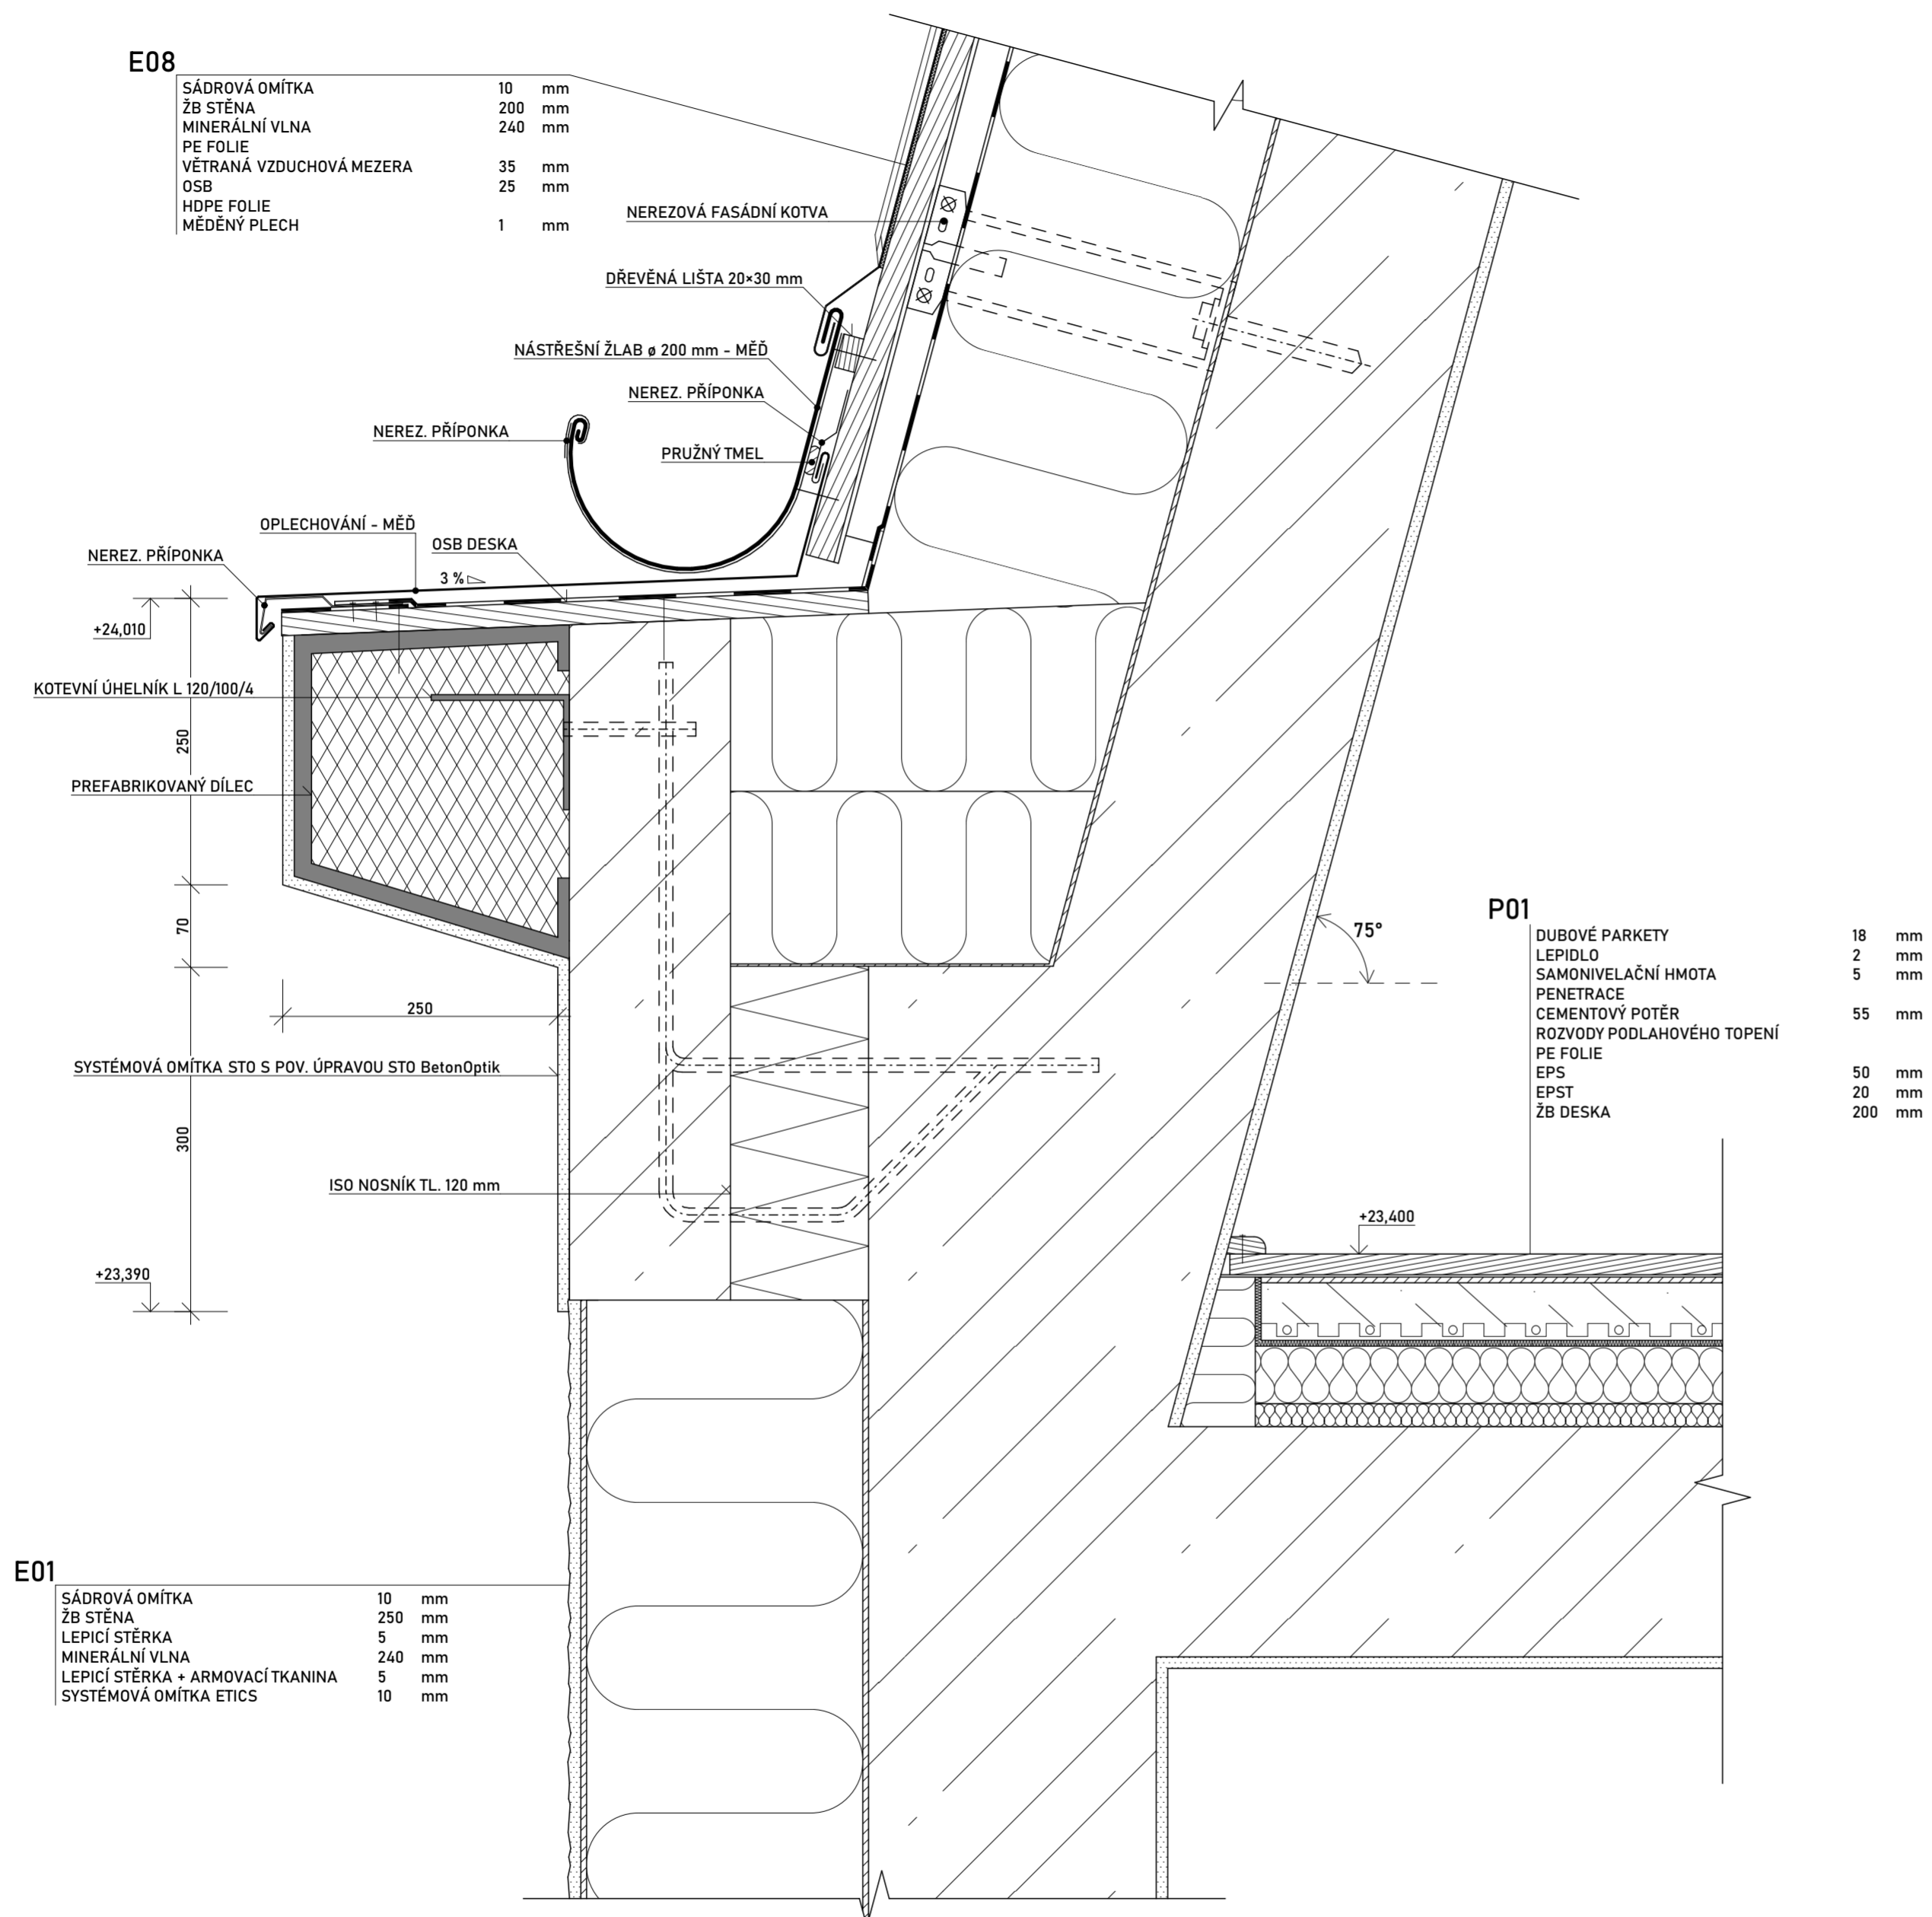 E08
SÁDROVÁ OMÍTKA 10 mm
ŽB STĚNA 200 mm
MINERÁLNÍ VLNA 240 mm
PE FOLIE
VĚTRANÁ VZDUCHOVÁ MEZERA 35 mm
OSB 25 mm
HDPE FOLIE
MĚDĚNÝ PLECH 1 mm
NEREZOVÁ FASÁDNÍ KOTVA
DŘEVĚNÁ LIŠTA 20×30 mm
NÁSTŘEŠNÍ ŽLAB ø 200 mm - MĚĎ
NEREZ. PŘÍPONKA
NEREZ. PŘÍPONKA
PRUŽNÝ TMEL
OPLECHOVÁNÍ - MĚĎ
OSB DESKA
NEREZ. PŘÍPONKA
3 %
+24,010
KOTEVNÍ ÚHELNÍK L 120/100/4
250
PREFABRIKOVANÝ DÍLEC
70
250
SYSTÉMOVÁ OMÍTKA STO S POV. ÚPRAVOU STO BetonOptik
300
ISO NOSNÍK TL. 120 mm
+23,390
75°
P01
DUBOVÉ PARKETY 18 mm
LEPIDLO 2 mm
SAMONIVELAČNÍ HMOTA 5 mm
PENETRACE
CEMENTOVÝ POTĚR 55 mm
ROZVODY PODLAHOVÉHO TOPENÍ
PE FOLIE
EPS 50 mm
EPST 20 mm
ŽB DESKA 200 mm
+23,400
E01
SÁDROVÁ OMÍTKA 10 mm
ŽB STĚNA 250 mm
LEPICÍ STĚRKA 5 mm
MINERÁLNÍ VLNA 240 mm
LEPICÍ STĚRKA + ARMOVACÍ TKANINA 5 mm
SYSTÉMOVÁ OMÍTKA ETICS 10 mm